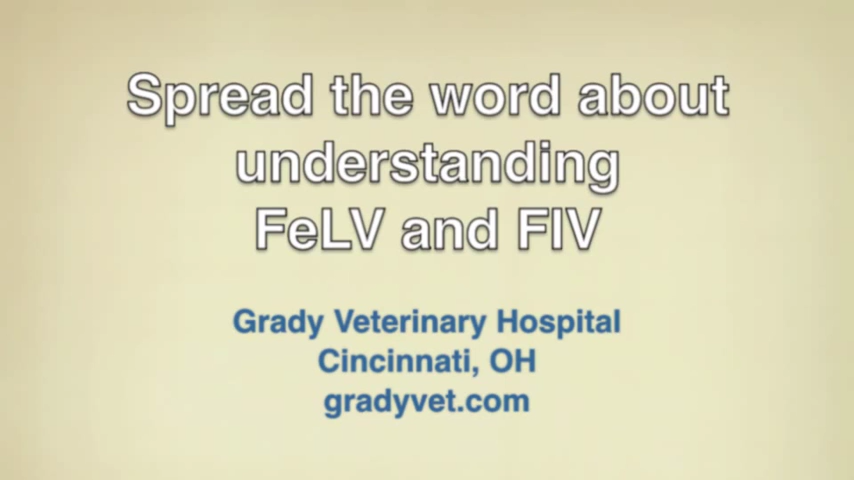 Spread the word about
understanding
FeLV and FIV
Grady Veterinary Hospital
Cincinnati, OH
gradyvet.com